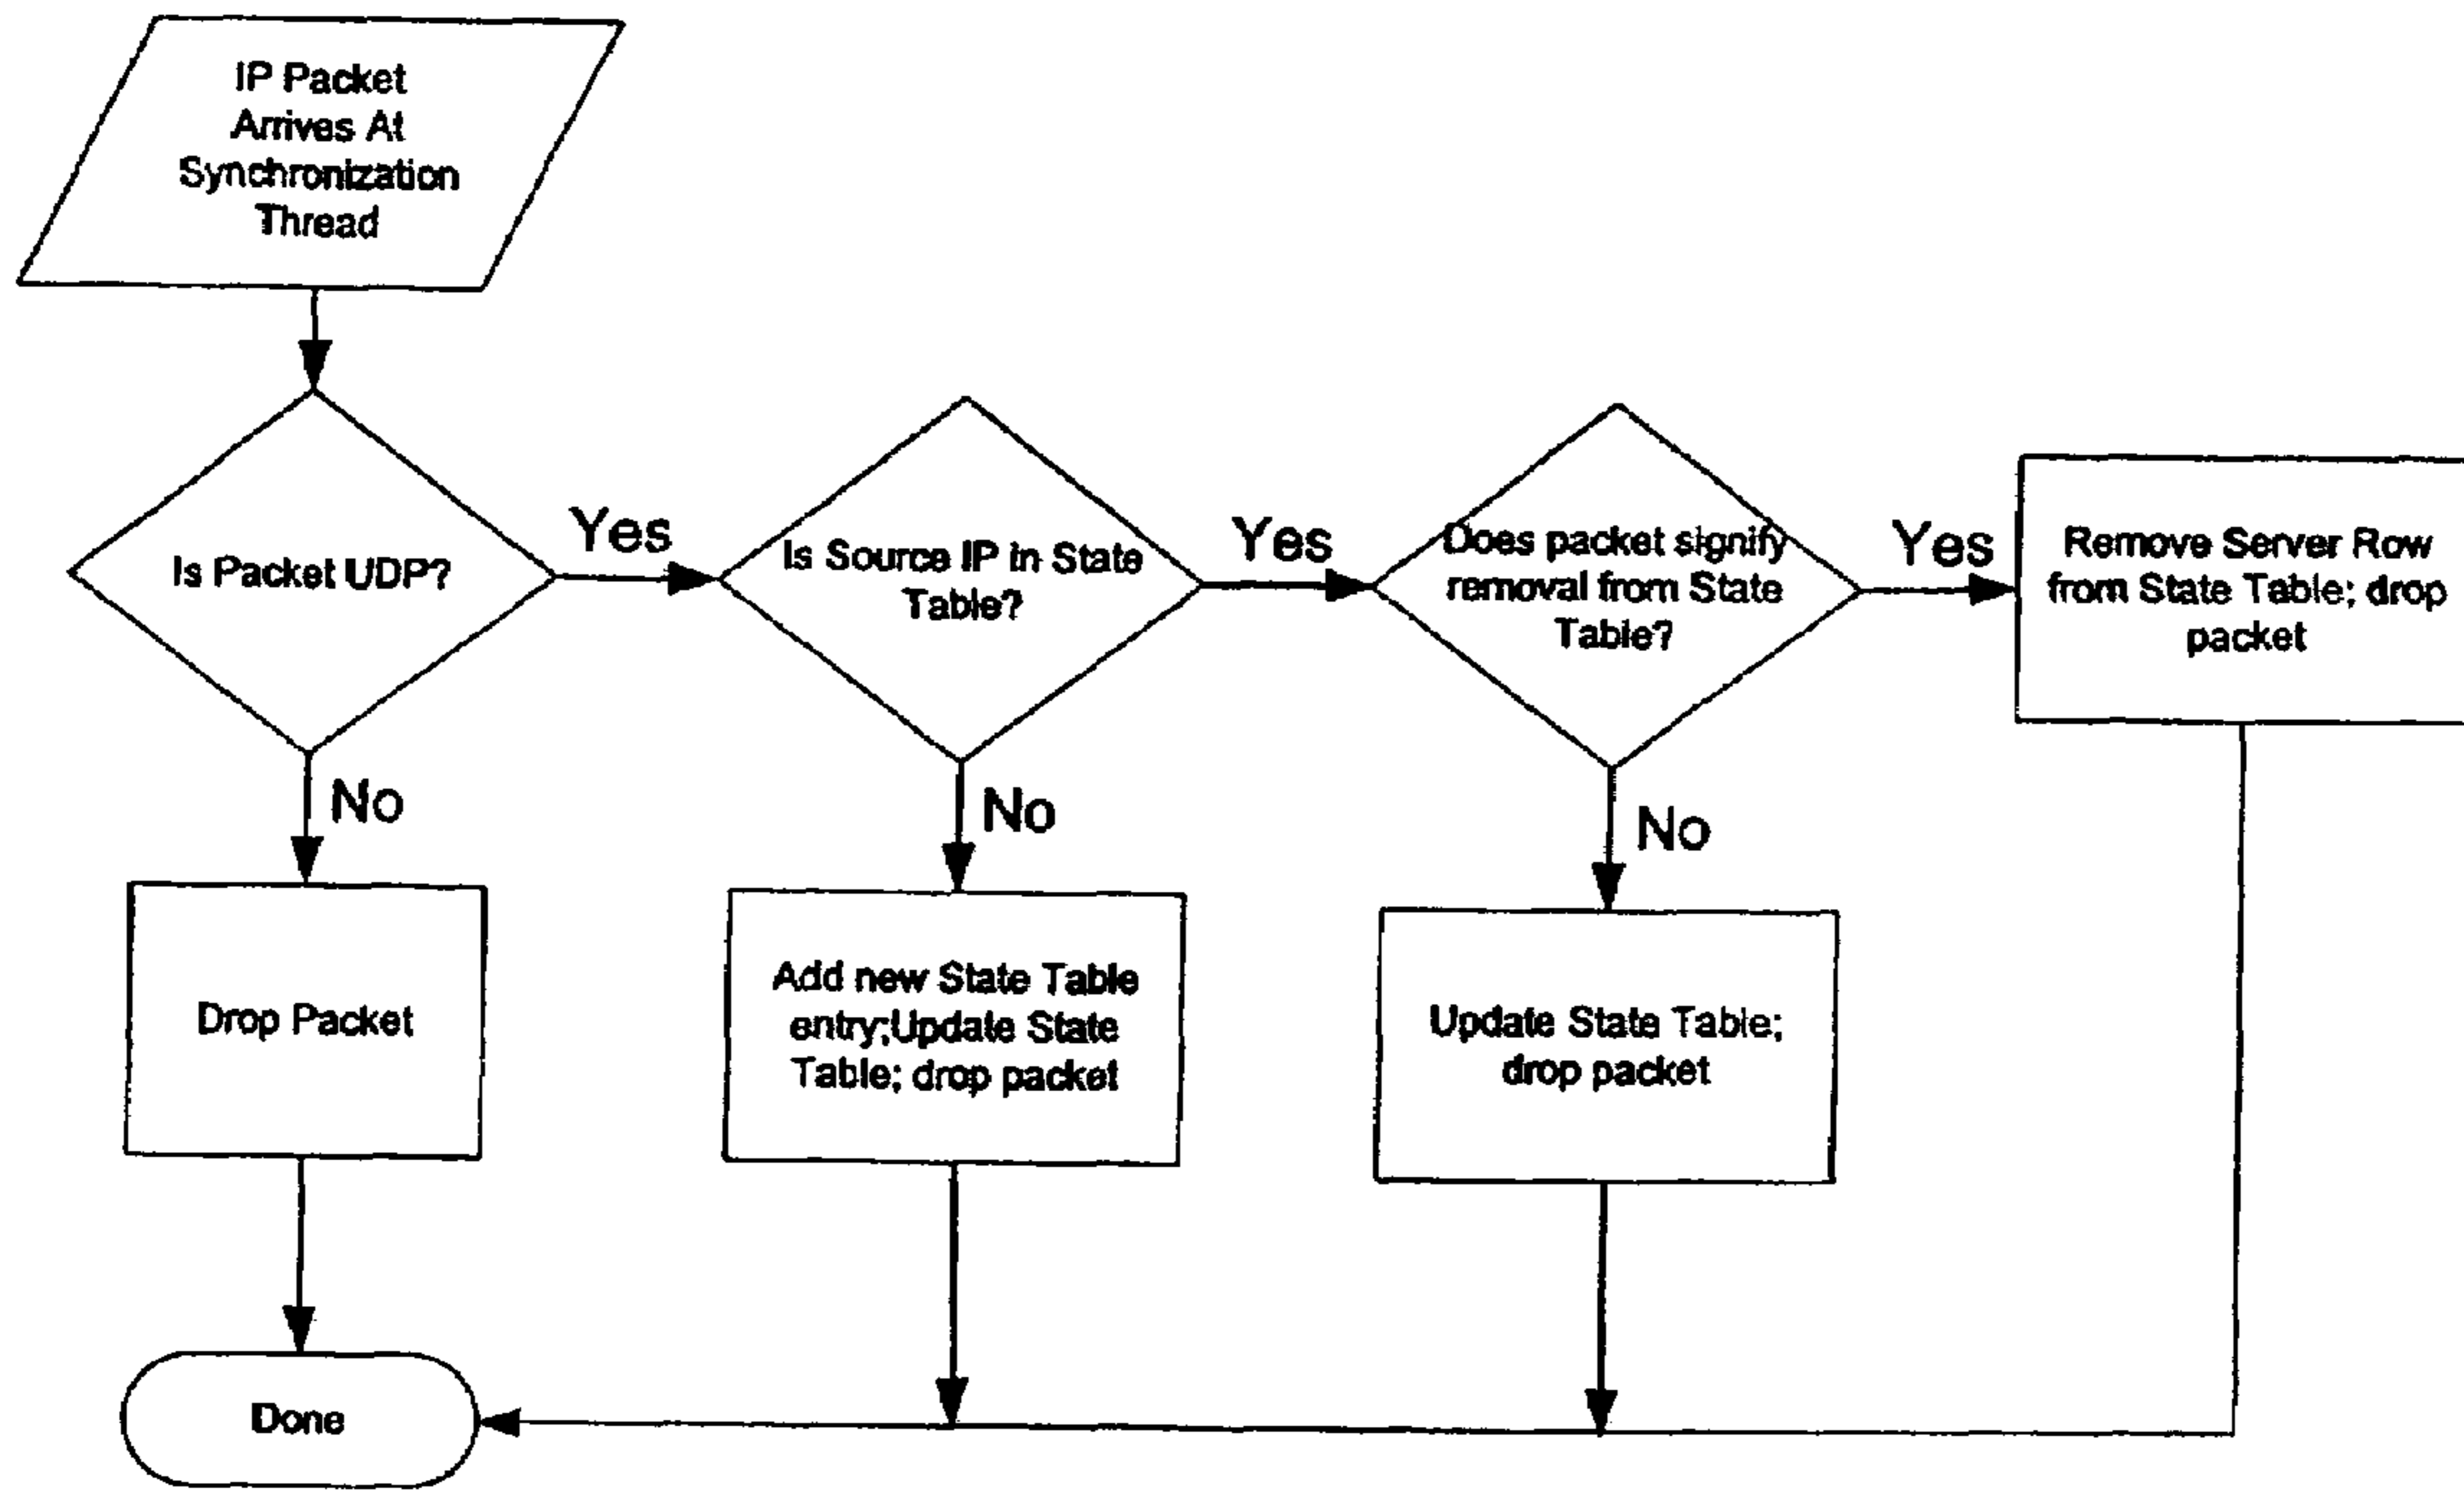 IP Packet
Arrives At
Synchronization
Thread
Is Packet UDP?
Yes
Is Source IP in State
Table?
Yes
Does packet signify
removal from State
Table?
Yes
Remove Server Row
from State Table; drop
packet
No
No
No
Drop Packet
Add new State Table
entry;Update State
Table; drop packet
Update State Table;
drop packet
Done